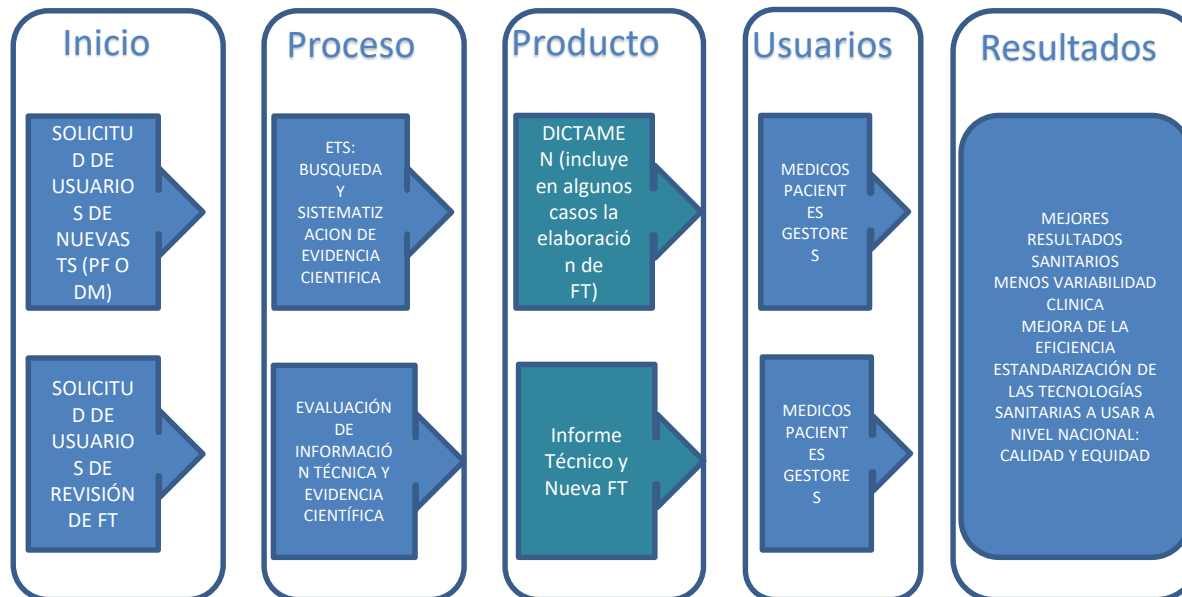 Inicio
SOLICITU
D DE
USUARIO
S DE
NUEVAS
TS (PF O
DM)
SOLICITU
D DE
USUARIO
S DE
REVISIÓN
DE FT
Proceso
ETS:
BUSQUEDA
Y
SISTEMATIZ
ACION DE
EVIDENCIA
CIENTIFICA
EVALUACIÓN
DE
INFORMACIÓ
N TÉCNICA Y
EVIDENCIA
CIENTÍFICA
Producto
DICTAME
N (incluye
en algunos
casos la
elaboració
n de
FT)
Informe
Técnico y
Nueva FT
Usuarios
MEDICOS
PACIENT
ES
GESTORE
S
MEDICOS
PACIENT
ES
GESTORE
S
Resultados
MEJORES
RESULTADOS
SANITARIOS
MENOS VARIABILIDAD
CLINICA
MEJORA DE LA
EFICIENCIA
ESTANDARIZACIÓN DE
LAS TECNOLOGÍAS
SANITARIAS A USAR A
NIVEL NACIONAL:
CALIDAD Y EQUIDAD